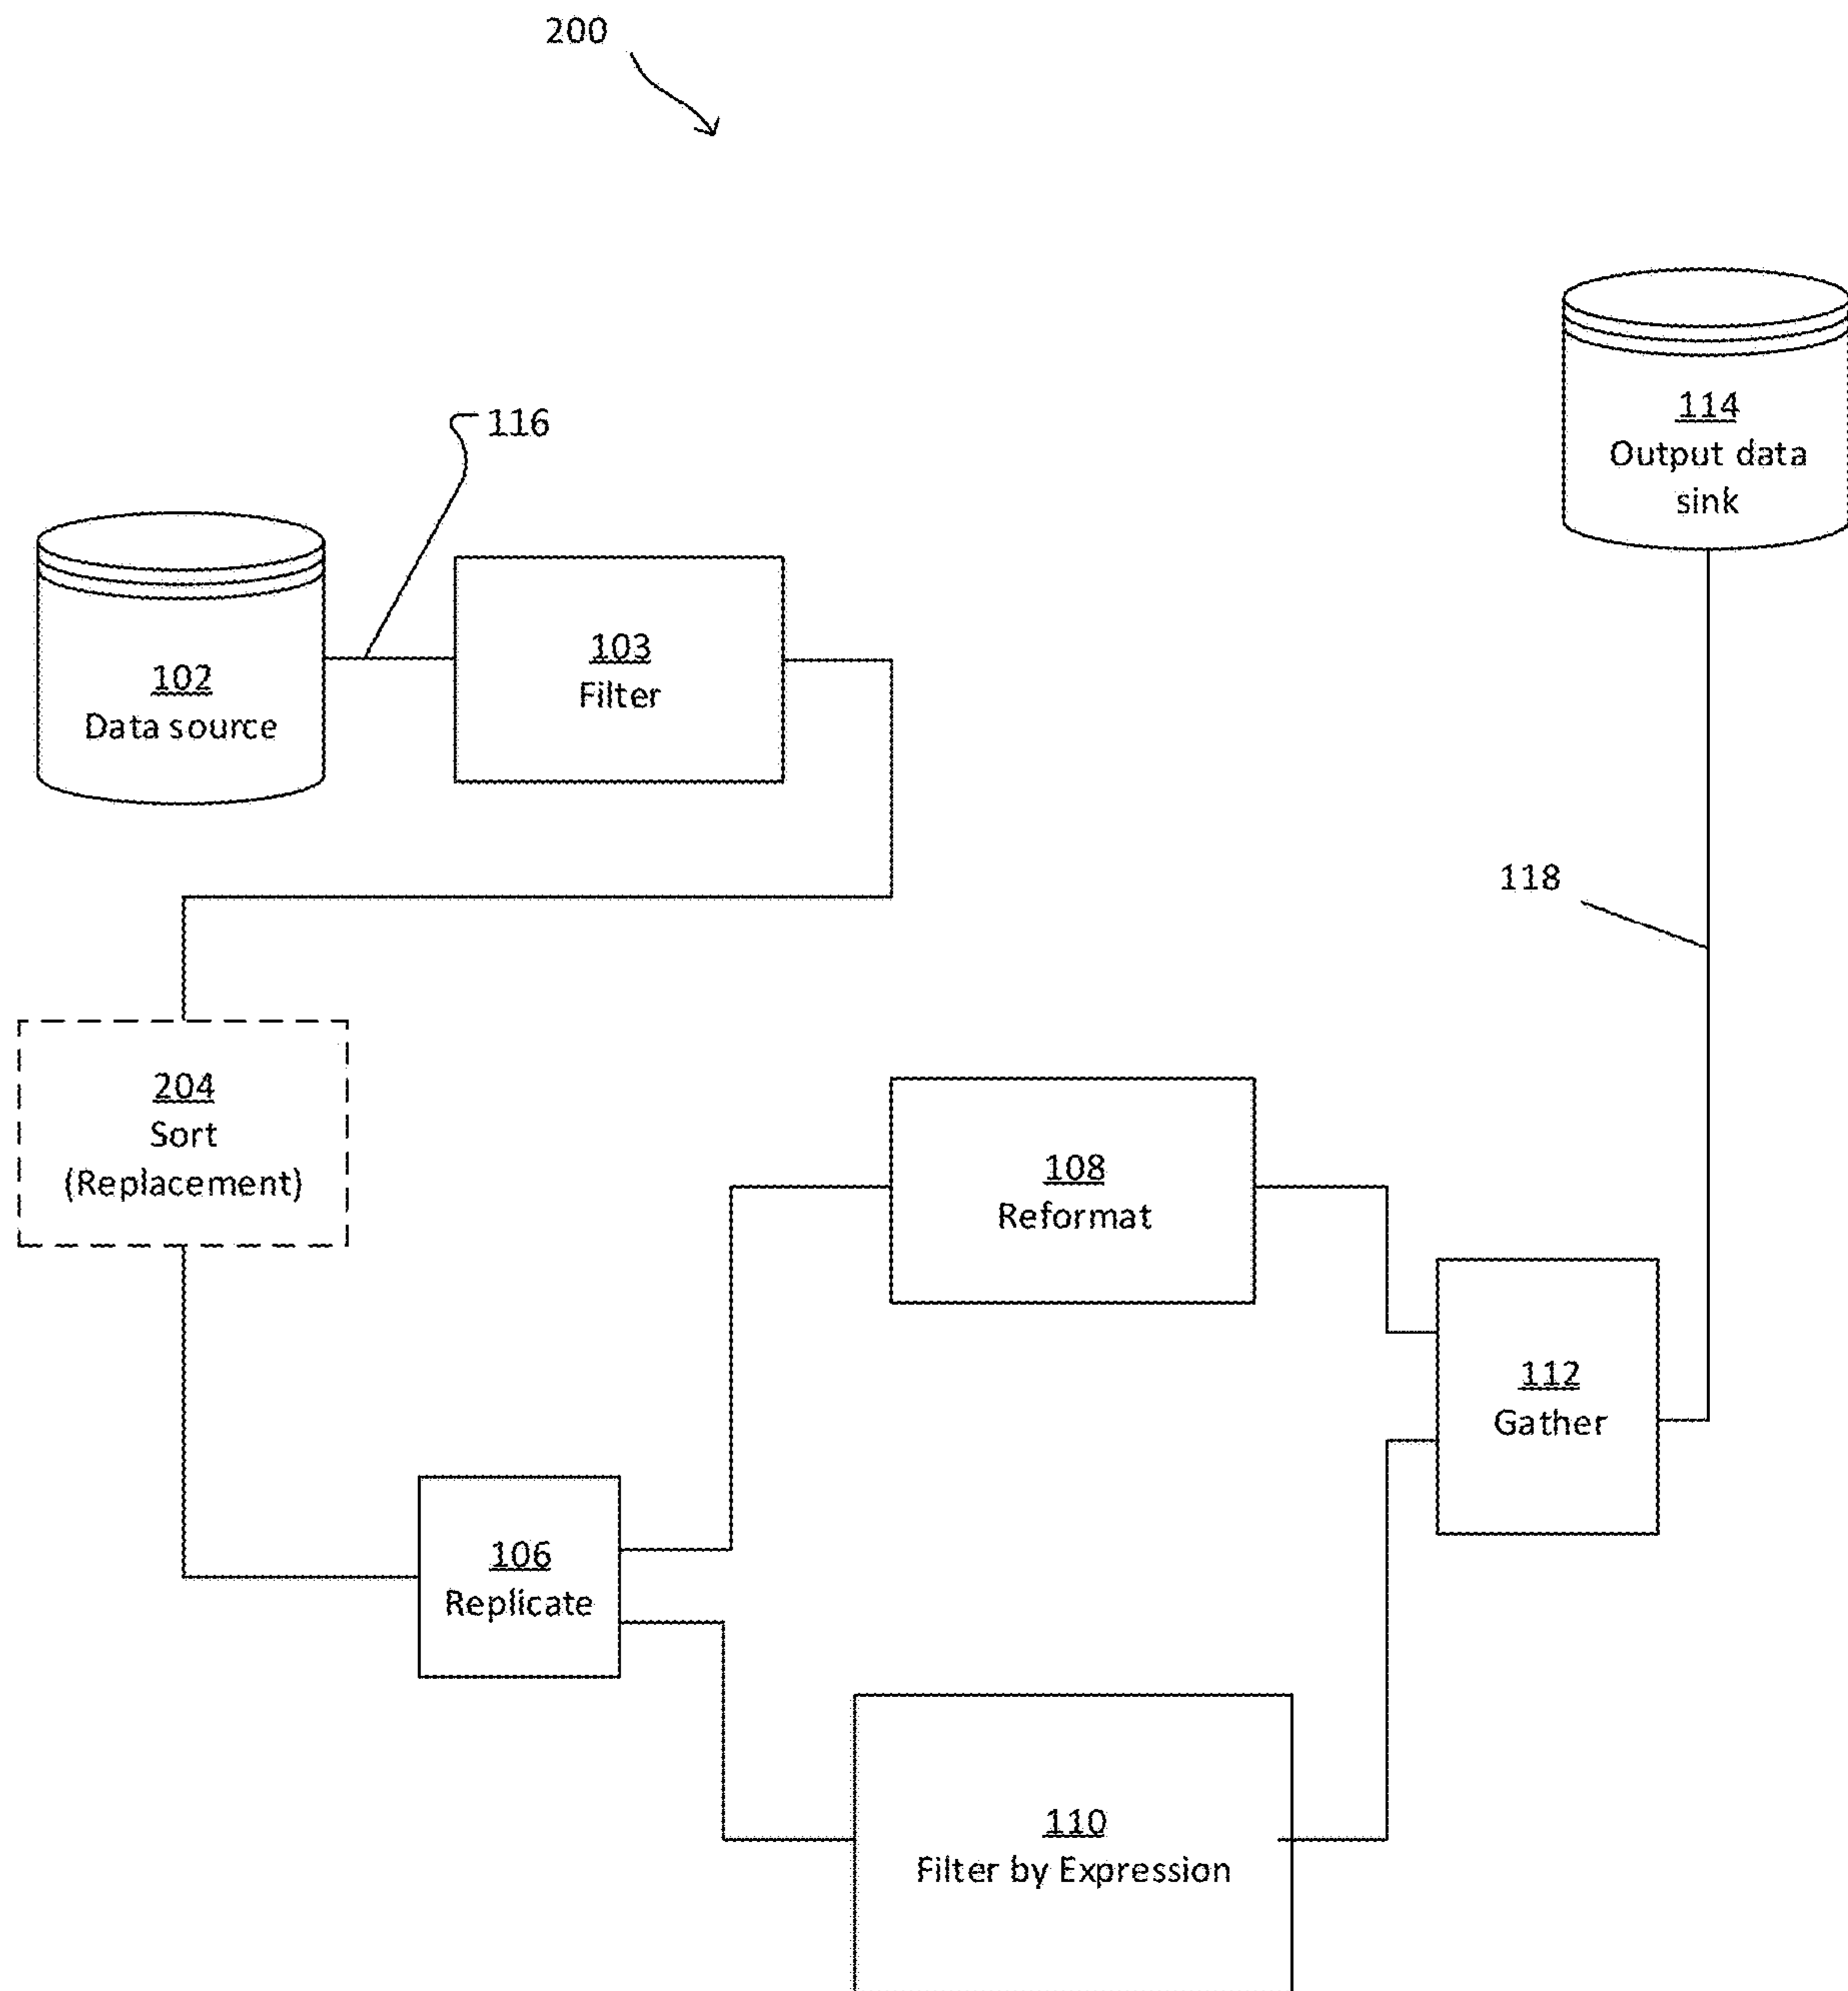 200
116
114
Output data
sink
102
Data source
103
Filter
118
204
Sort
(Replacement)
108
Reformat
112
Gather
106
Replicate
110
Filter by Expression